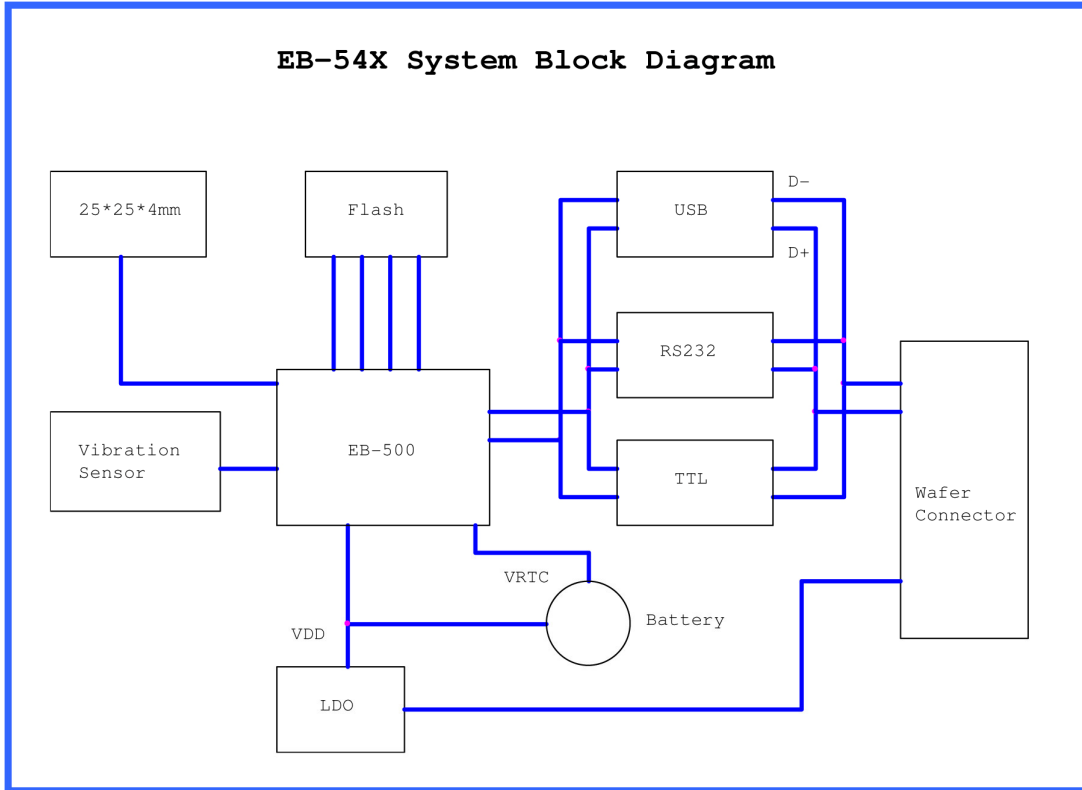 EB-54X System Block Diagram
25*25*4mm
Flash
USB
D-
D+
RS232
Vibration
Sensor
EB-500
TTL
Wafer
Connector
VRTC
Battery
VDD
LDO